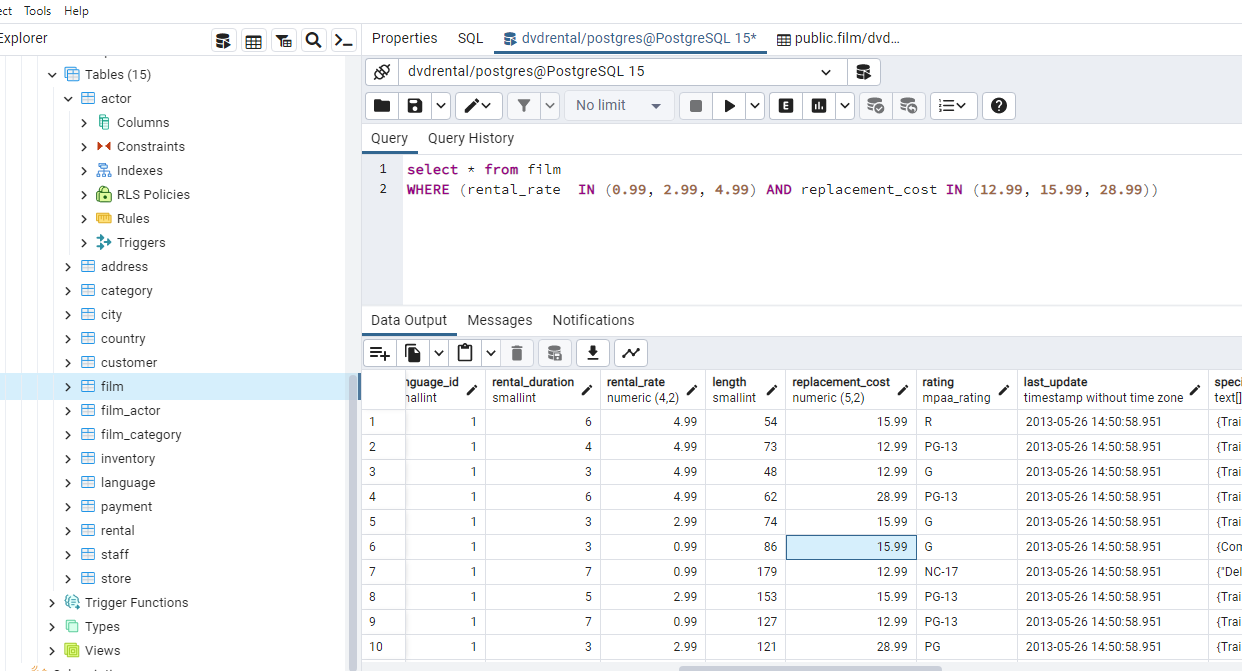 ect Tools Help
Explorer
Properties SQL dvdrental/postgres@PostgreSQL 15* public.film/dvd...
Tables (15)
actor
Columns
Constraints
Indexes
RLS Policies
Rules
Triggers
address
category
city
country
customer
film
film_actor
film_category
inventory
language
payment
rental
staff
store
Trigger Functions
Types
Views
dvdrental/postgres@PostgreSQL 15
No limit
E
Query Query History
1 select * from film
2 WHERE (rental_rate  IN (0.99, 2.99, 4.99) AND replacement_cost IN (12.99, 15.99, 28.99))
Data Output Messages Notifications
nguage_id rental_duration rental_rate length replacement_cost rating last_update speci
mallint smallint numeric (4,2) smallint numeric (5,2) mpaa_rating timestamp without time zone text[]
1 1 6 4.99 54 15.99 R 2013-05-26 14:50:58.951 {Trai
2 1 4 4.99 73 12.99 PG-13 2013-05-26 14:50:58.951 {Trai
3 1 3 4.99 48 12.99 G 2013-05-26 14:50:58.951 {Trai
4 1 6 4.99 62 28.99 PG-13 2013-05-26 14:50:58.951 {Trai
5 1 3 2.99 74 15.99 G 2013-05-26 14:50:58.951 {Trai
6 1 3 0.99 86 15.99 G 2013-05-26 14:50:58.951 {Com
7 1 7 0.99 179 12.99 NC-17 2013-05-26 14:50:58.951 {"Del
8 1 5 2.99 153 15.99 PG-13 2013-05-26 14:50:58.951 {Trai
9 1 7 0.99 127 12.99 PG-13 2013-05-26 14:50:58.951 {Trai
10 1 3 2.99 121 28.99 PG 2013-05-26 14:50:58.951 {Trai